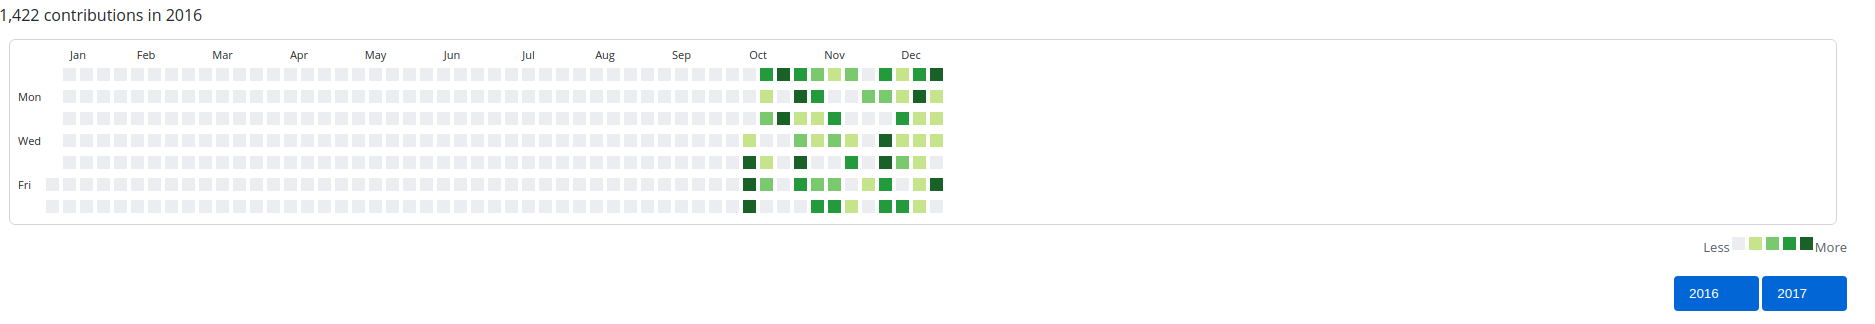 1,422 contributions in 2016
Jan Feb Mar Apr May Jun Jul Aug Sep Oct Nov Dec
Mon
Wed
Fri
Less More
2016 2017